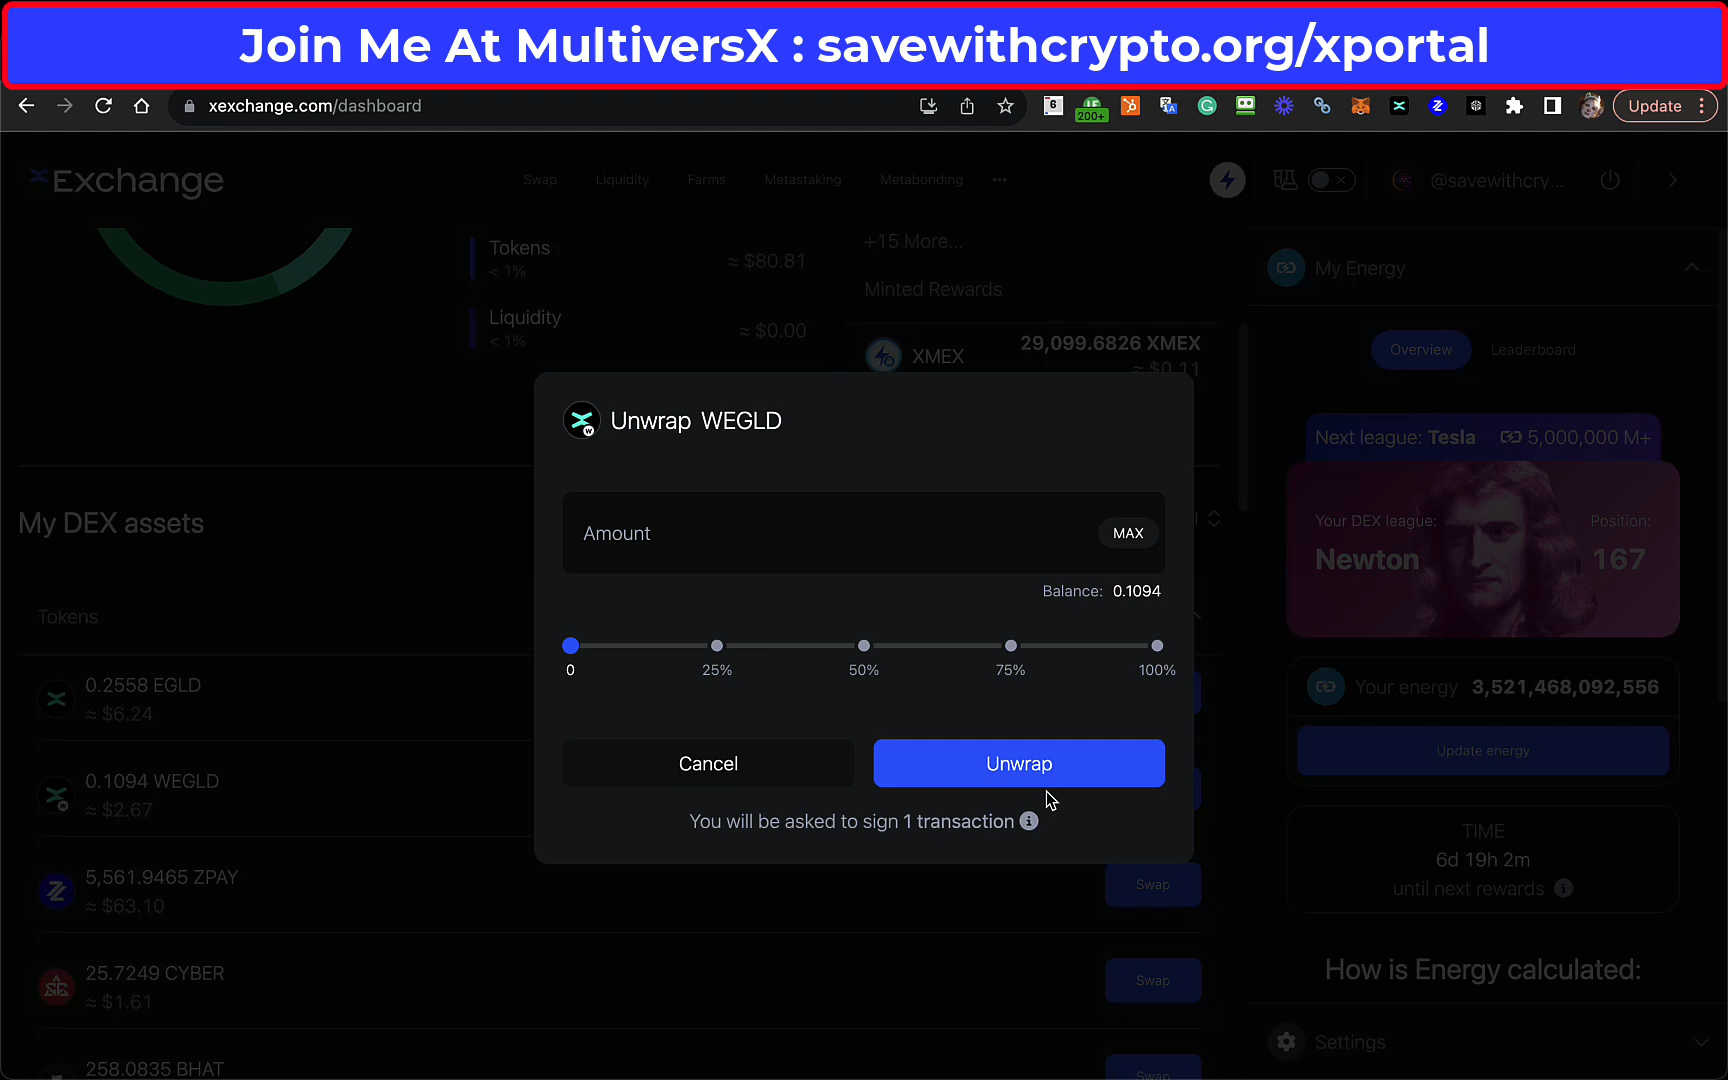 Join Me At MultiversX : savewithcrypto.org/xportal
xexchange.com/dashboard
6
200+
Update
Exchange
Swap
Liquidity
Farms
Metastaking
Metabonding
@savewithcry...
Tokens
< 1%
≈ $80.81
Liquidity
< 1%
≈ $0.00
+15 More...
Minted Rewards
XMEX
29,099.6826 XMEX
≈ $0.11
My Energy
Overview
Leaderboard
Next league: Tesla
5,000,000 M+
Your DEX league:
Newton
Position:
167
Your energy
3,521,468,092,556
Update energy
TIME
6d 19h 2m
until next rewards
How is Energy calculated:
Settings
My DEX assets
Tokens
0.2558 EGLD
≈ $6.24
0.1094 WEGLD
≈ $2.67
5,561.9465 ZPAY
≈ $63.10
Swap
25.7249 CYBER
≈ $1.61
Swap
258.0835 BHAT
Swap
Unwrap WEGLD
Amount
MAX
Balance: 0.1094
0
25%
50%
75%
100%
Cancel
Unwrap
You will be asked to sign 1 transaction